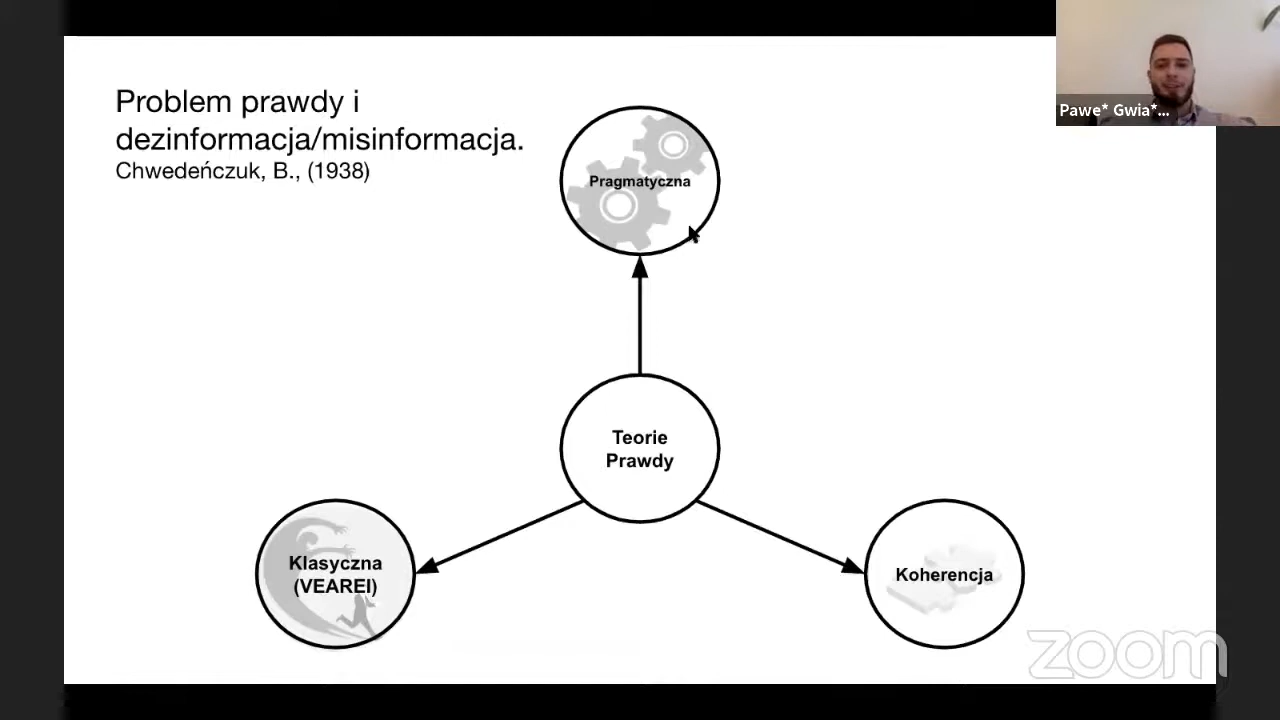 Problem prawdy i
dezinformacja/misinformacja.
Chwedeńczuk, B., (1938)
Pawe* Gwia*...
Pragmatyczna
Teorie
Prawdy
Klasyczna
(VEAREI)
Koherencja
zoom